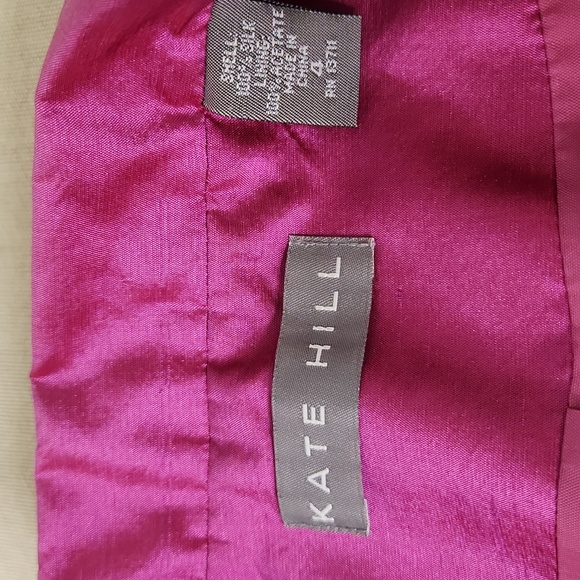 SHELL
100% SILK
LINING
100% ACETATE
MADE IN
CHINA
4
KATE HILL